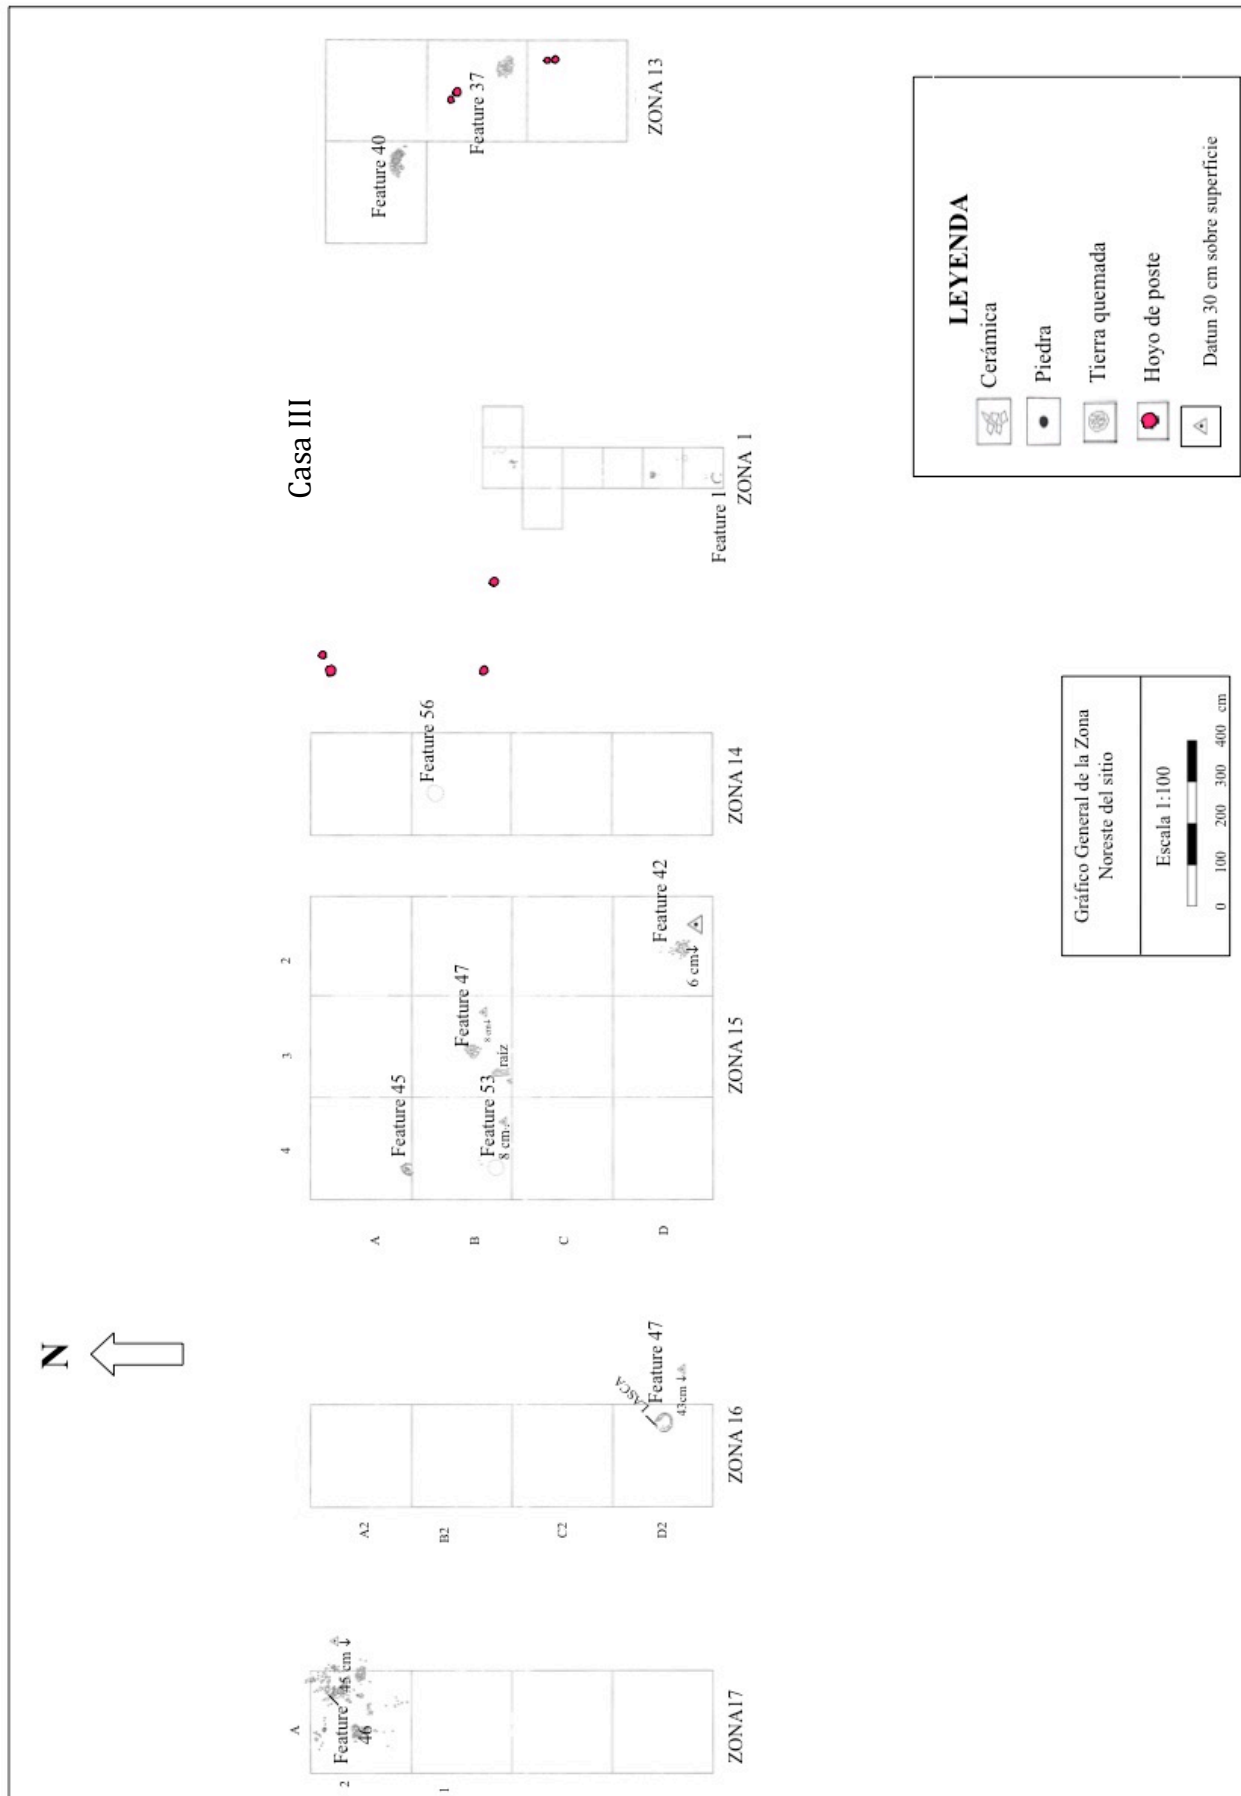 N
Casa III
Feature 40
Feature 37
ZONA 13
Feature 1
ZONA 1
Feature 56
ZONA 14
2
3
4
A
B
C
D
Feature 45
Feature 47
8 cm↓
raiz
Feature 53
8 cm
Feature 42
6 cm↓
ZONA 15
A2
B2
C2
D2
LASCA
Feature 47
43cm ↓
ZONA 16
A
2
1
Feature
46
45 cm ↓
ZONA17
LEYENDA
Cerámica
Piedra
Tierra quemada
Hoyo de poste
Datun 30 cm sobre superficie
Gráfico General de la Zona
Noreste del sitio
Escala 1:100
0 100 200 300 400 cm